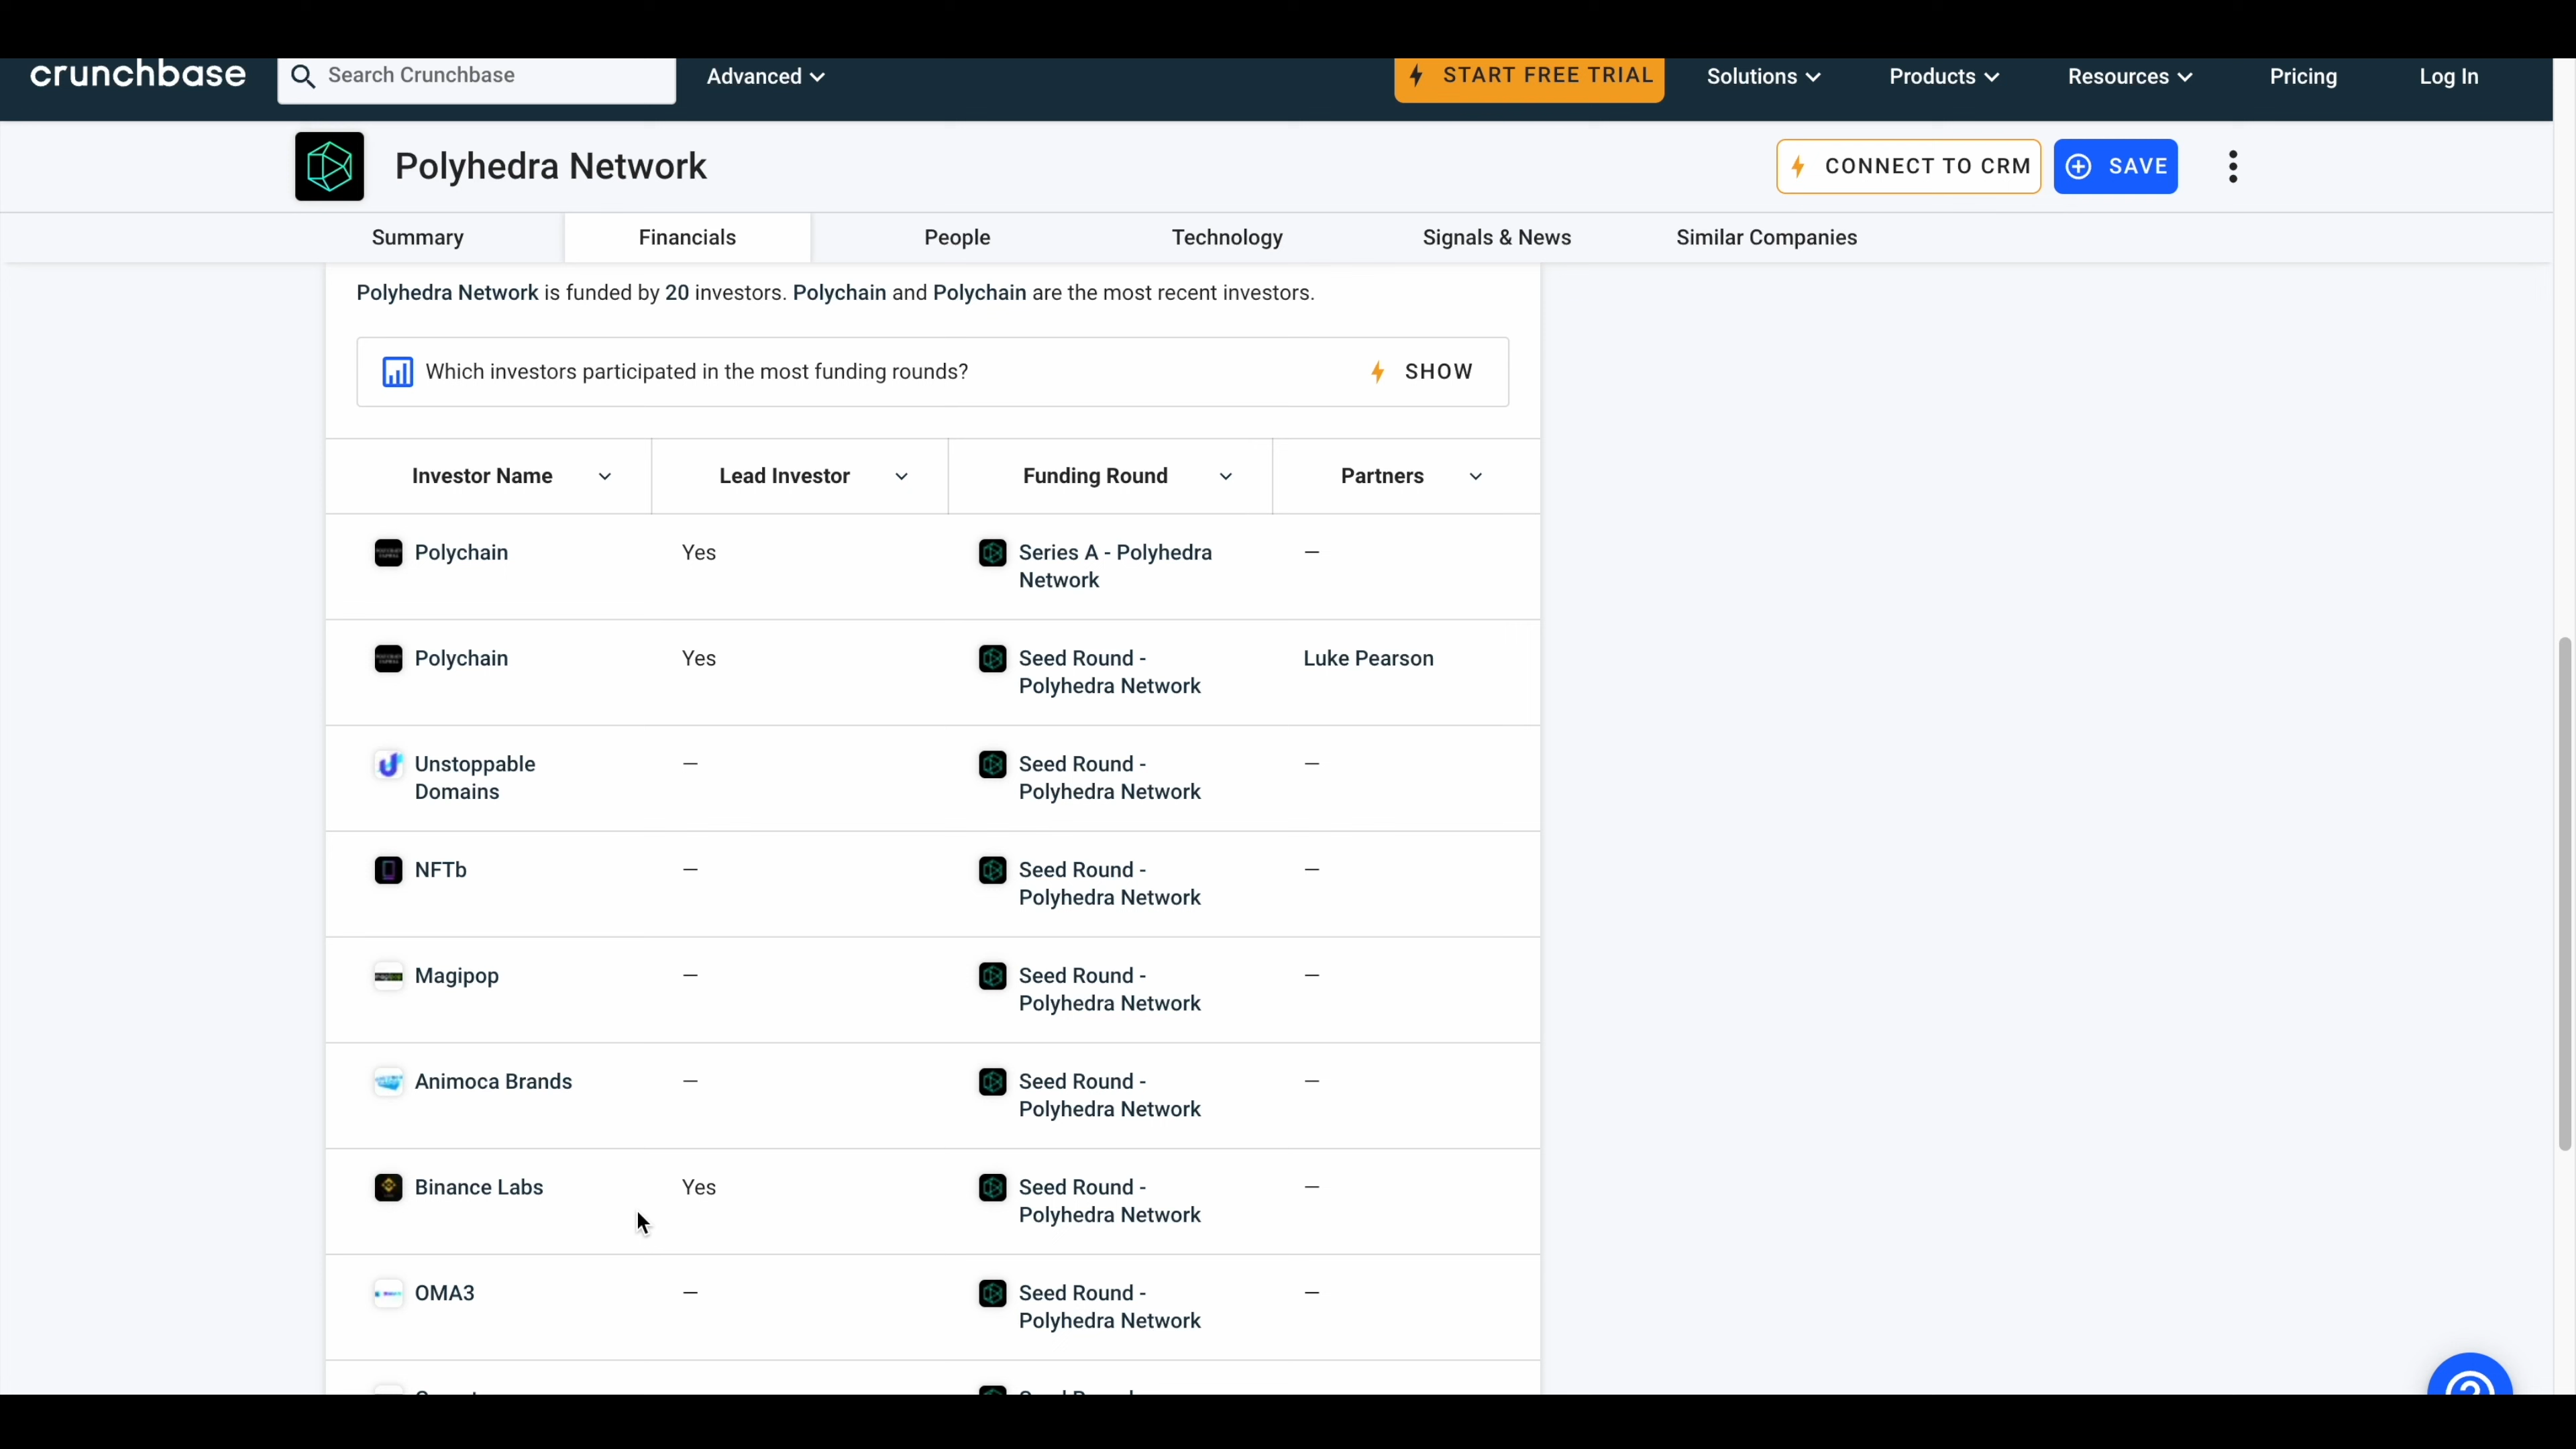 crunchbase
Search Crunchbase
Advanced
START FREE TRIAL
Solutions
Products
Resources
Pricing
Log In
Polyhedra Network
CONNECT TO CRM
SAVE
Summary
Financials
People
Technology
Signals & News
Similar Companies
Polyhedra Network is funded by 20 investors. Polychain and Polychain are the most recent investors.
Which investors participated in the most funding rounds?
SHOW
Investor Name
Lead Investor
Funding Round
Partners
Polychain
Yes
Series A - Polyhedra
Network
—
Polychain
Yes
Seed Round -
Polyhedra Network
Luke Pearson
Unstoppable
Domains
—
Seed Round -
Polyhedra Network
—
NFTb
—
Seed Round -
Polyhedra Network
—
Magipop
—
Seed Round -
Polyhedra Network
—
Animoca Brands
—
Seed Round -
Polyhedra Network
—
Binance Labs
Yes
Seed Round -
Polyhedra Network
—
OMA3
—
Seed Round -
Polyhedra Network
—